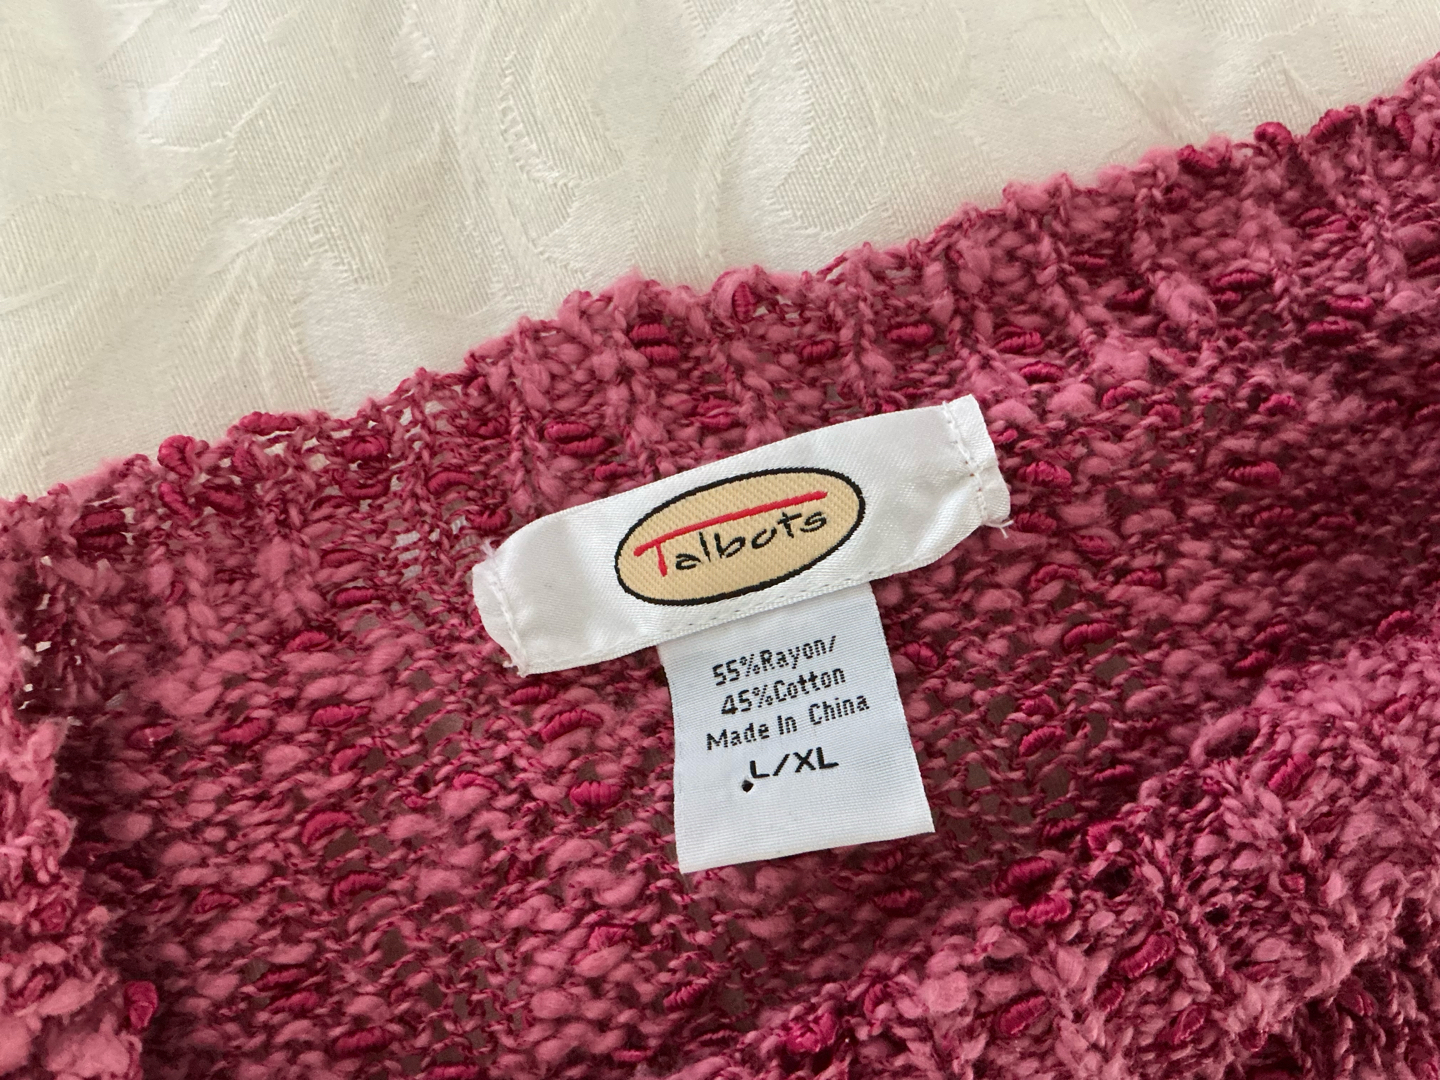 Talbots
55%Rayon/
45%Cotton
Made In China
L/XL